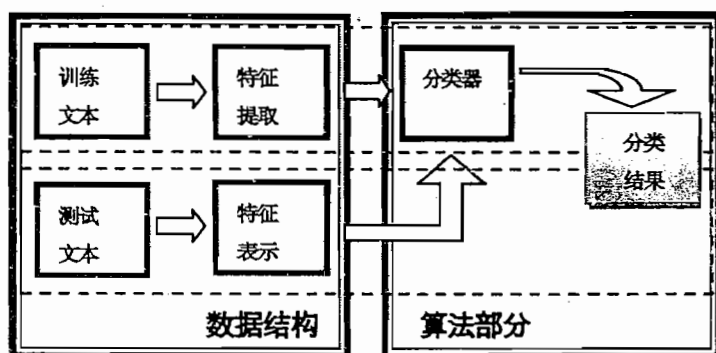 训练
文本
特征
提取
分类器
分类
结果
测试
文本
特征
表示
数据结构
算法部分